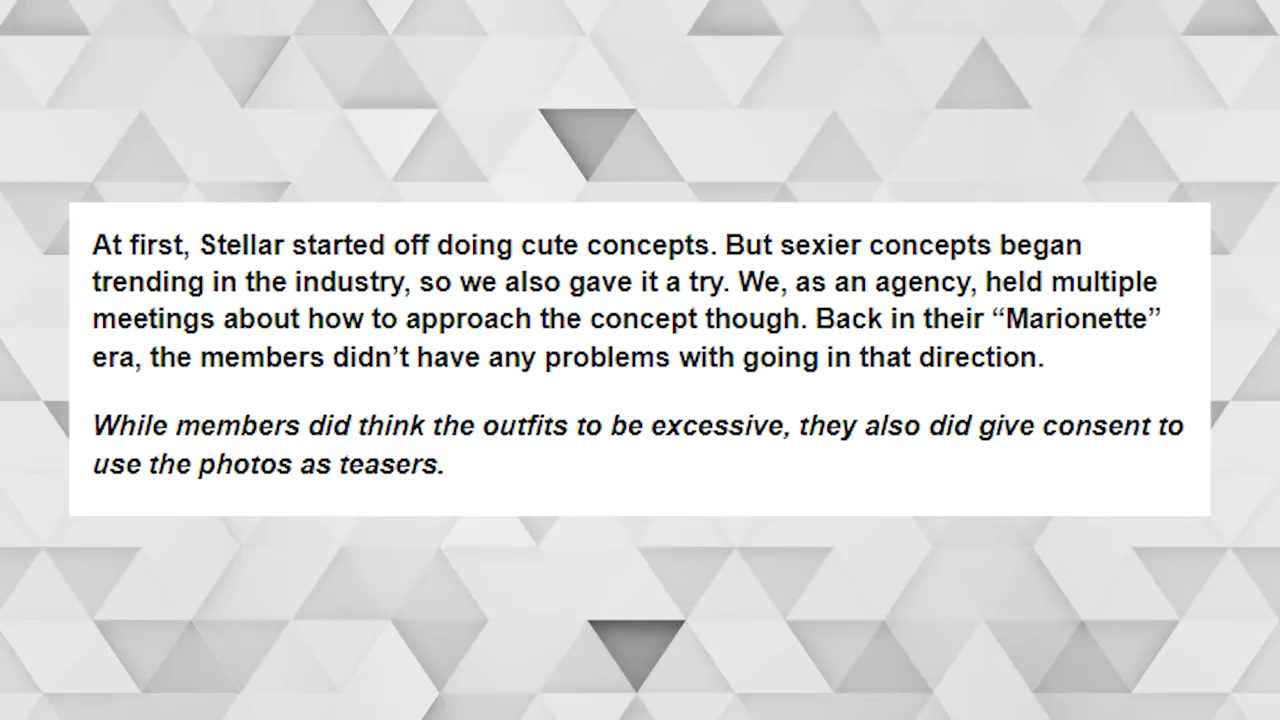 At first, Stellar started off doing cute concepts. But sexier concepts began
trending in the industry, so we also gave it a try. We, as an agency, held multiple
meetings about how to approach the concept though. Back in their “Marionette”
era, the members didn’t have any problems with going in that direction.
While members did think the outfits to be excessive, they also did give consent to
use the photos as teasers.